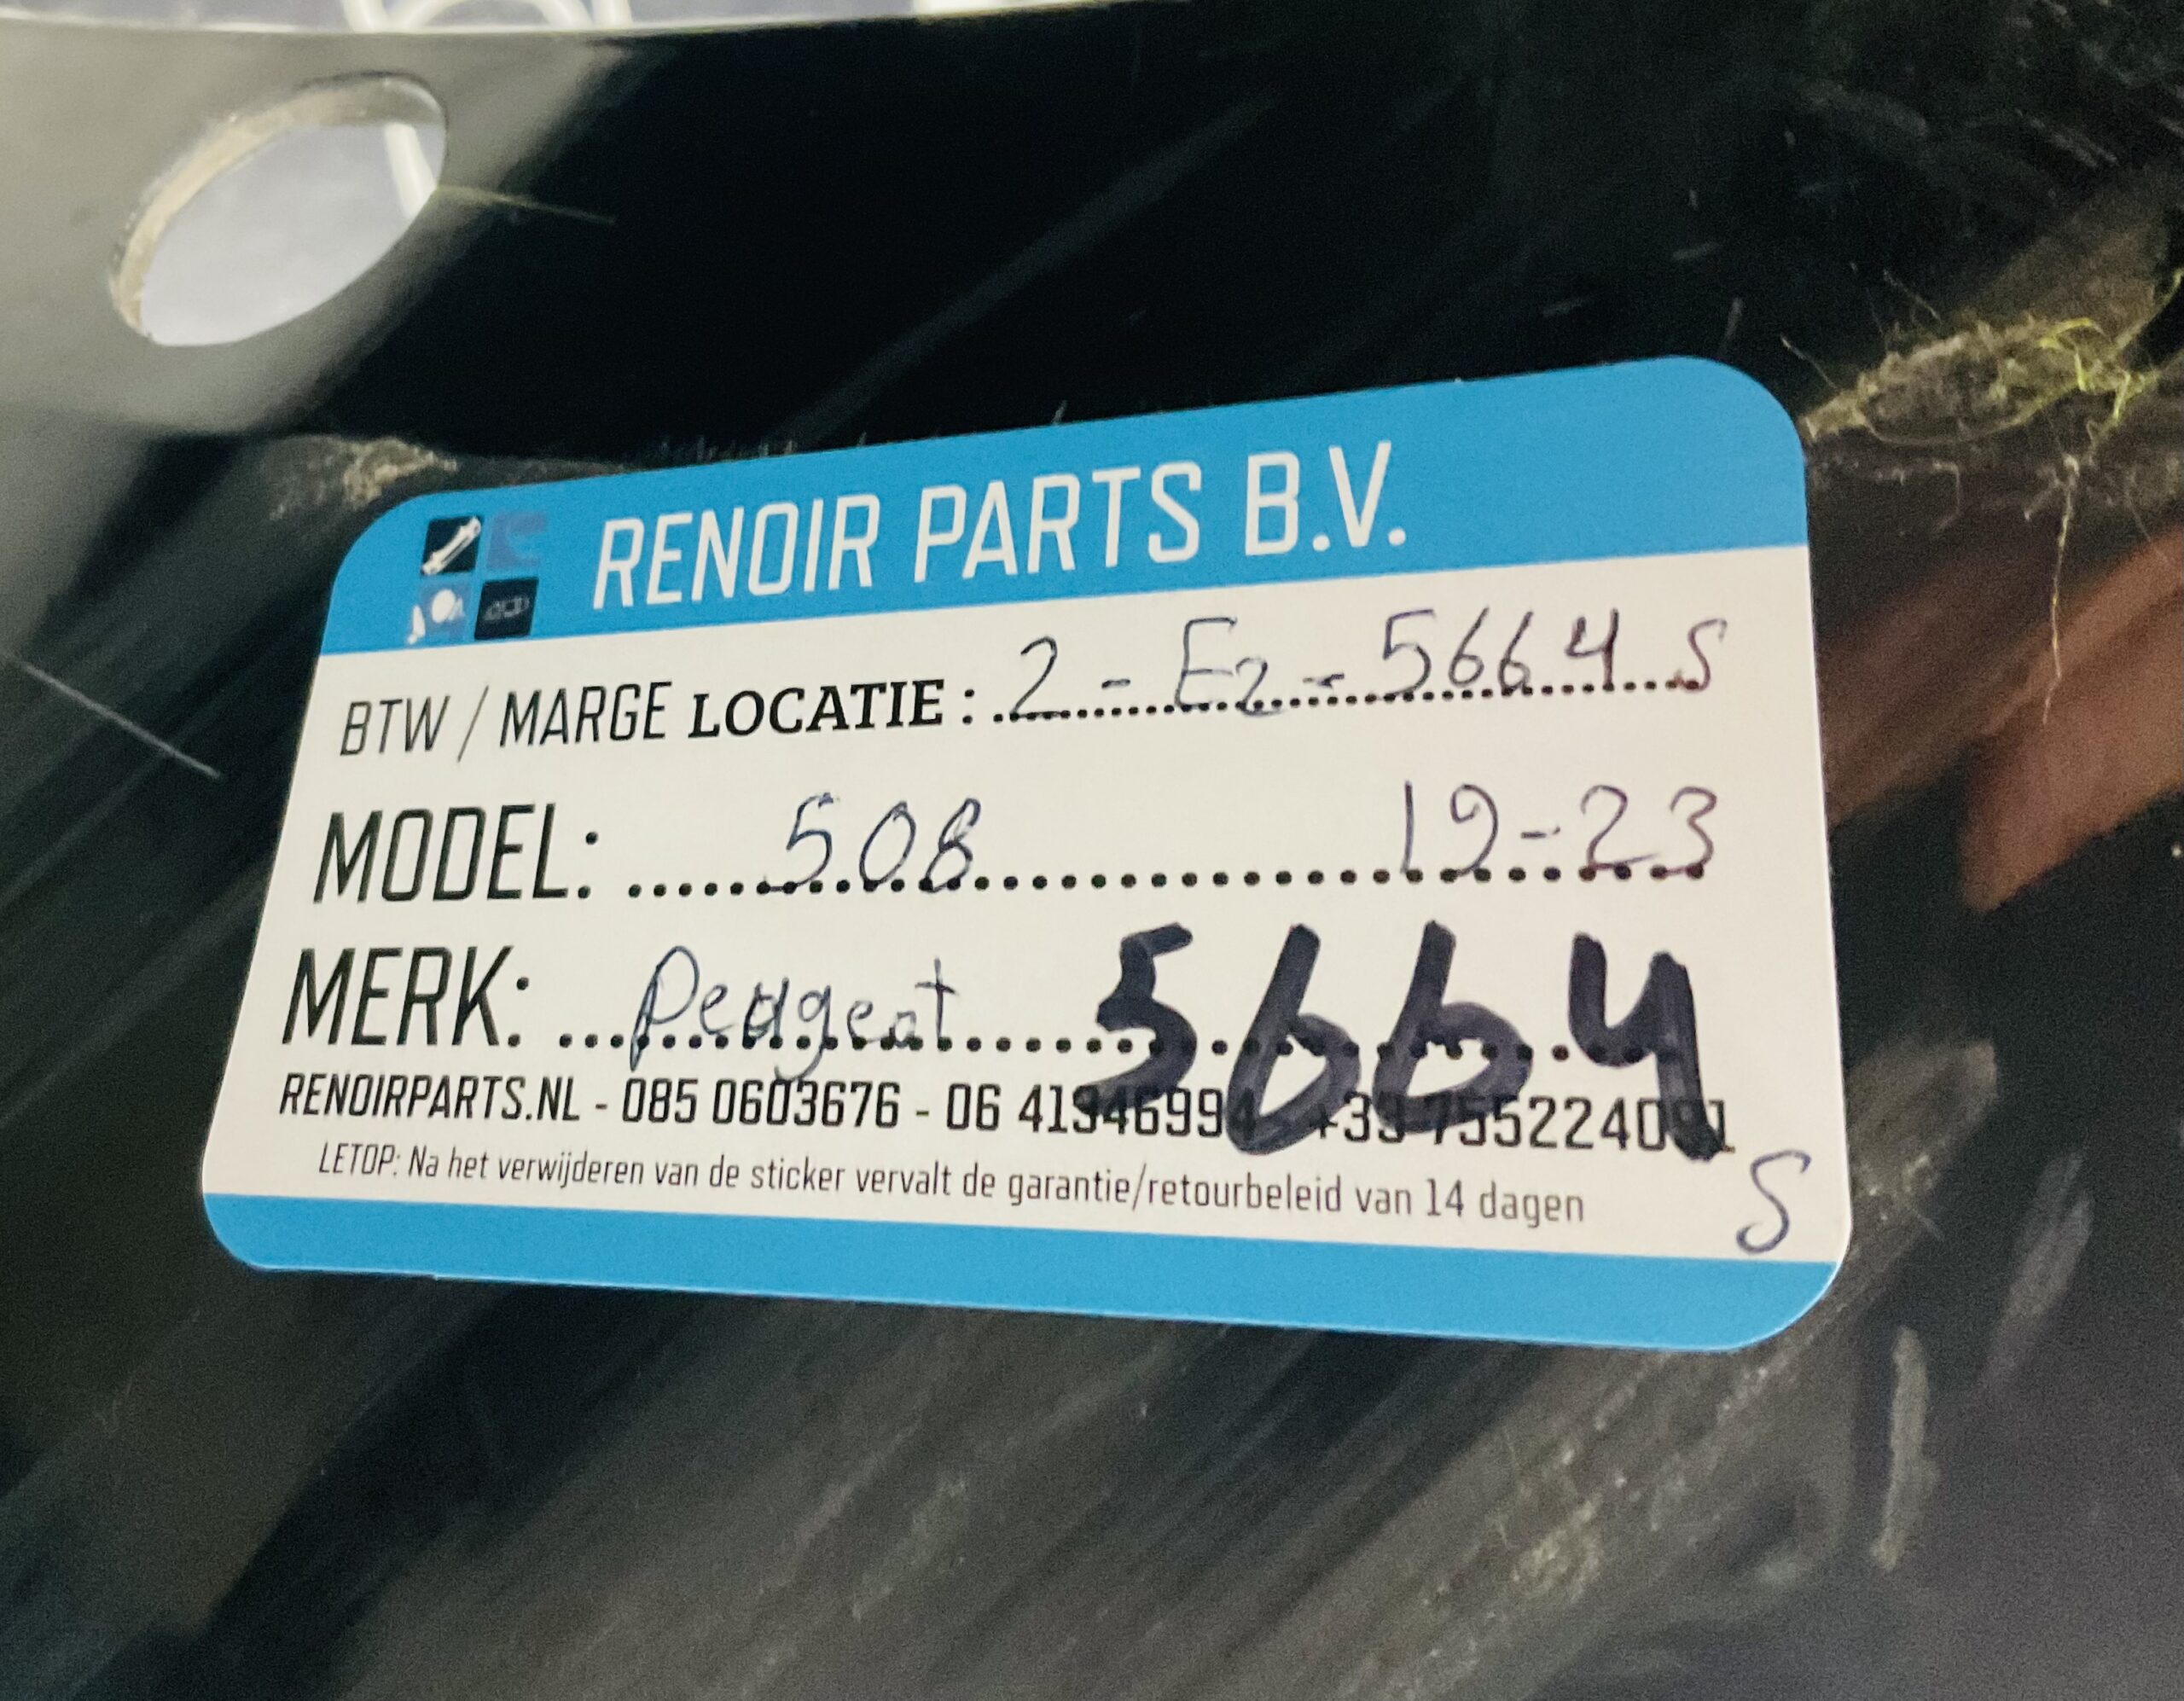 RENOIR PARTS B.V.
BTW / MARGE LOCATIE : 2 - E2 - 5664 S
MODEL: 508 19-23
MERK: Peugeot 5664
RENOIRPARTS.NL - 085 0603676 - 06 41946994
LETOP: Na het verwijderen van de sticker vervalt de garantie/retourbeleid van 14 dagen
S